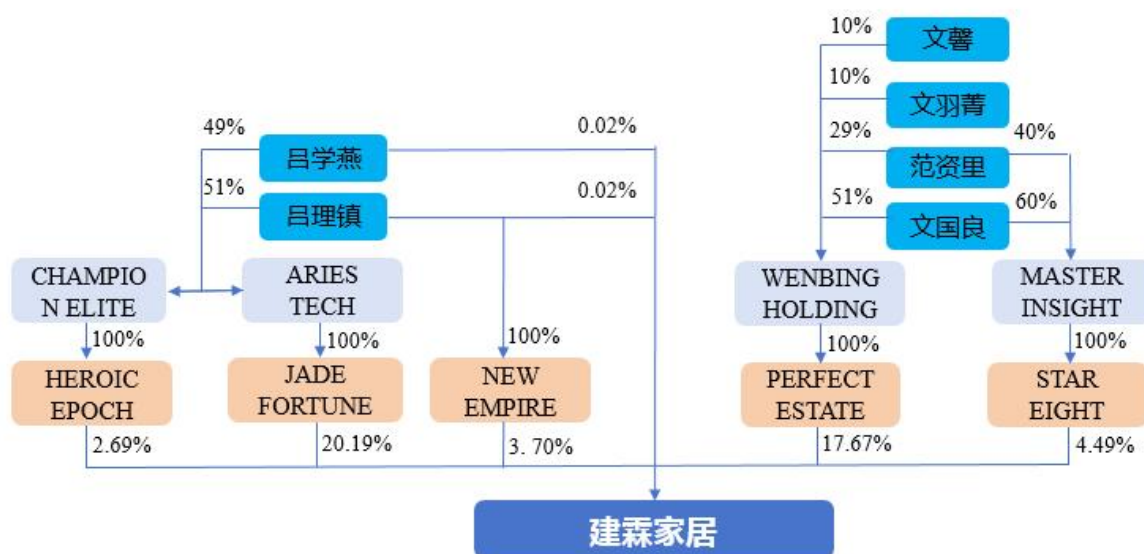 10%
文馨
10%
文羽菁
49%
0.02%
29%
40%
吕学燕
范资里
51%
0.02%
51%
60%
吕理镇
文国良
CHAMPIO
N ELITE
ARIES
TECH
WENBING
HOLDING
MASTER
INSIGHT
100%
100%
100%
100%
100%
HEROIC
EPOCH
JADE
FORTUNE
NEW
EMPIRE
PERFECT
ESTATE
STAR
EIGHT
2.69%
20.19%
3. 70%
17.67%
4.49%
建霖家居